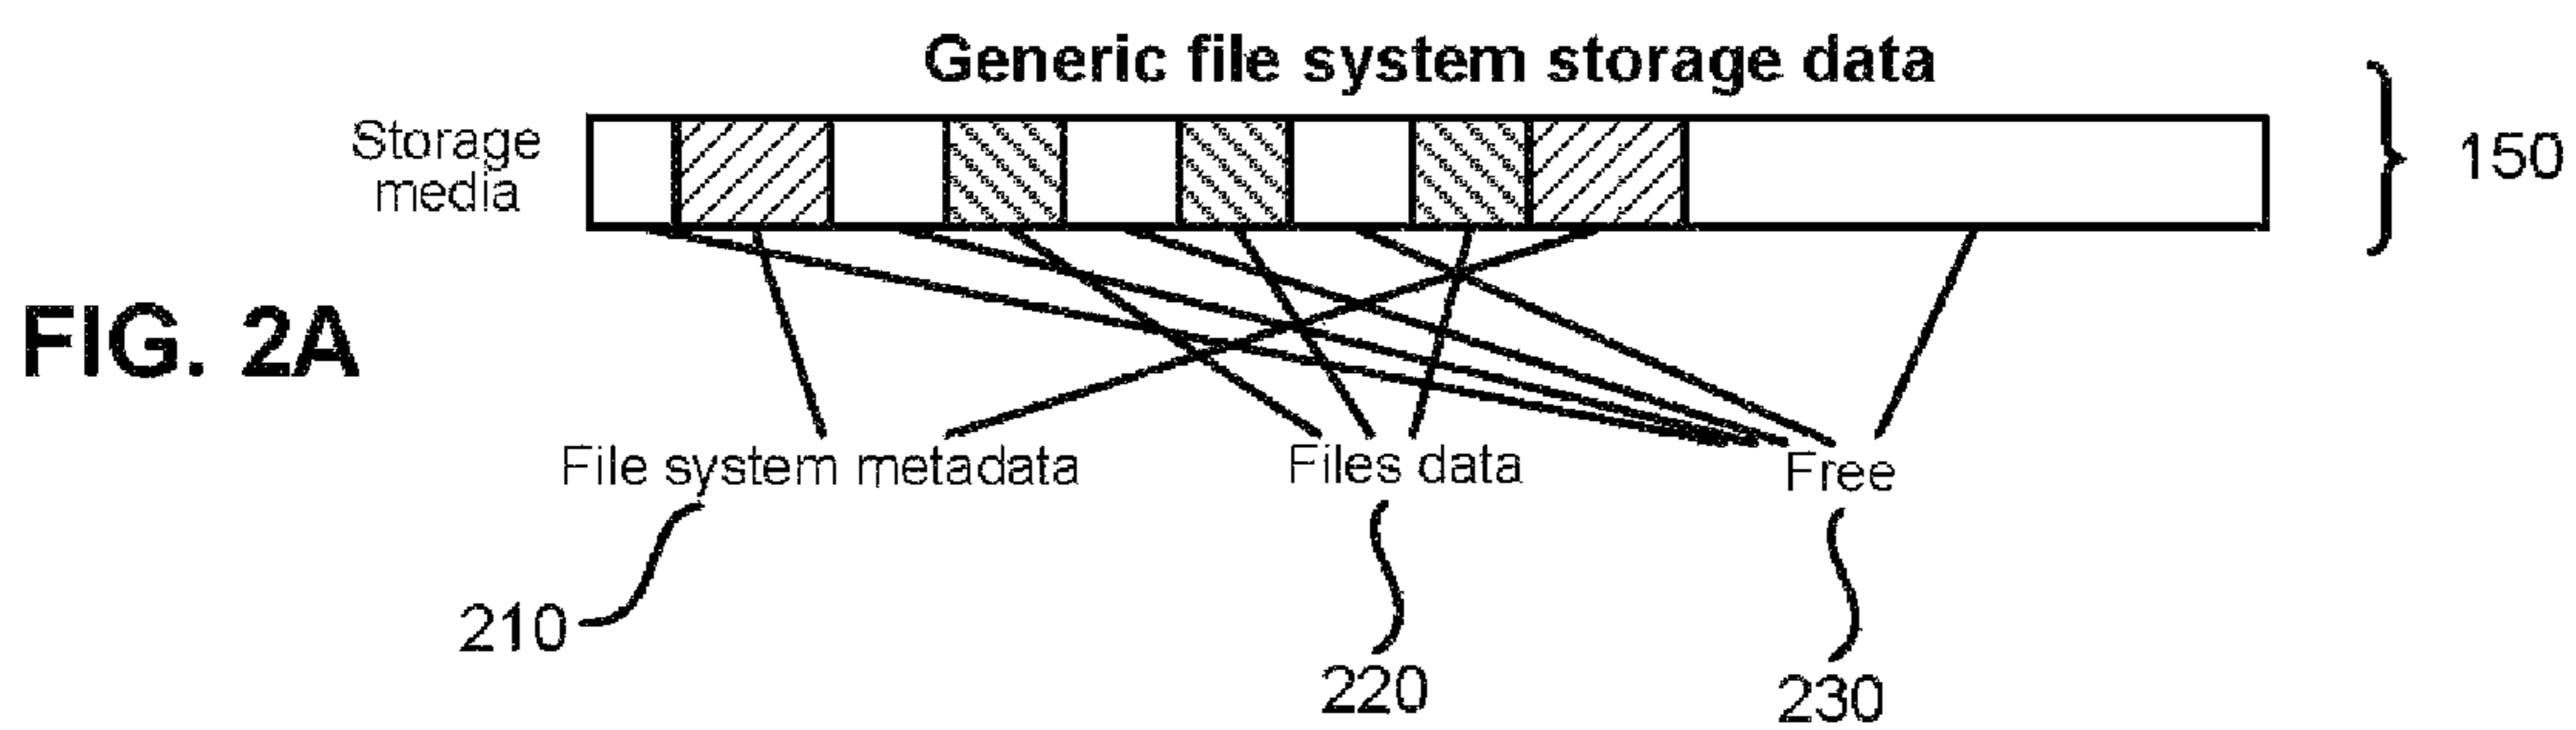 Generic file system storage data
Storage
media
150
FIG. 2A
File system metadata
Files data
Free
210
220
230